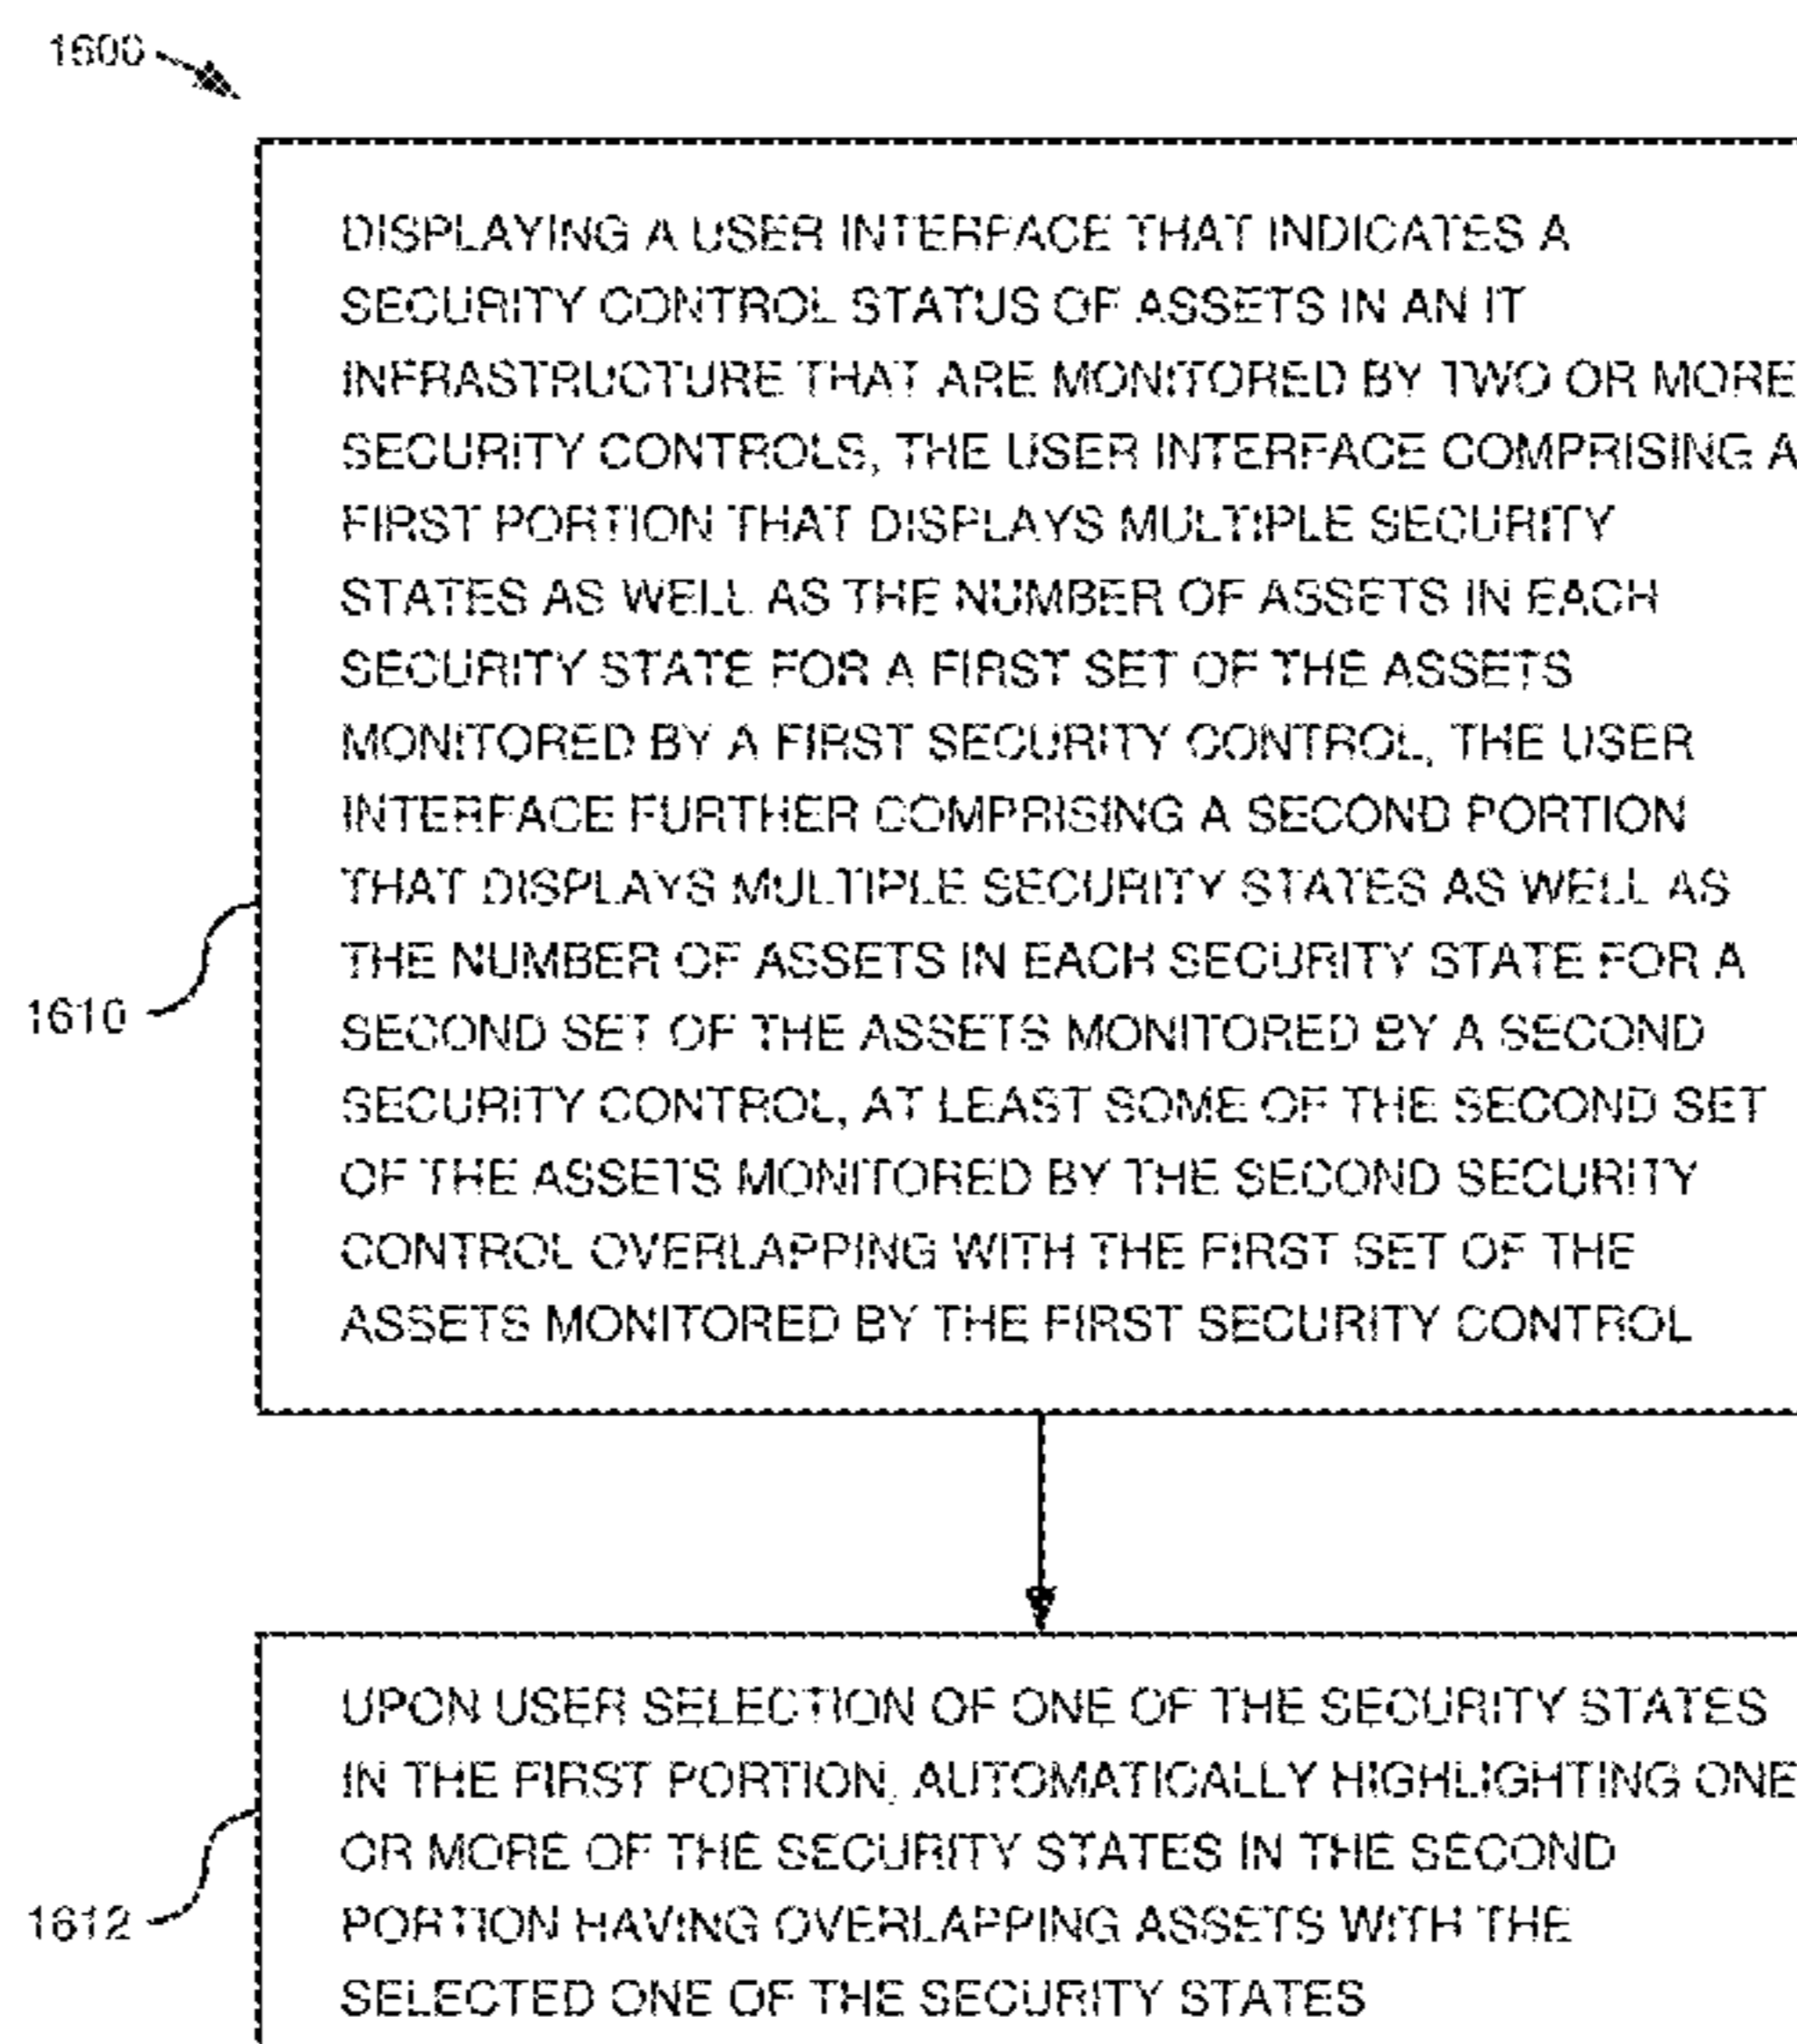 1600
DISPLAYING A USER INTERFACE THAT INDICATES A
SECURITY CONTROL STATUS OF ASSETS IN AN IT
INFRASTRUCTURE THAT ARE MONITORED BY TWO OR MORE
SECURITY CONTROLS, THE USER INTERFACE COMPRISING A
FIRST PORTION THAT DISPLAYS MULTIPLE SECURITY
STATES AS WELL AS THE NUMBER OF ASSETS IN EACH
SECURITY STATE FOR A FIRST SET OF THE ASSETS
MONITORED BY A FIRST SECURITY CONTROL, THE USER
INTERFACE FURTHER COMPRISING A SECOND PORTION
THAT DISPLAYS MULTIPLE SECURITY STATES AS WELL AS
THE NUMBER OF ASSETS IN EACH SECURITY STATE FOR A
SECOND SET OF THE ASSETS MONITORED BY A SECOND
SECURITY CONTROL, AT LEAST SOME OF THE SECOND SET
OF THE ASSETS MONITORED BY THE SECOND SECURITY
CONTROL OVERLAPPING WITH THE FIRST SET OF THE
ASSETS MONITORED BY THE FIRST SECURITY CONTROL
1610
UPON USER SELECTION OF ONE OF THE SECURITY STATES
IN THE FIRST PORTION, AUTOMATICALLY HIGHLIGHTING ONE
OR MORE OF THE SECURITY STATES IN THE SECOND
PORTION HAVING OVERLAPPING ASSETS WITH THE
SELECTED ONE OF THE SECURITY STATES
1612